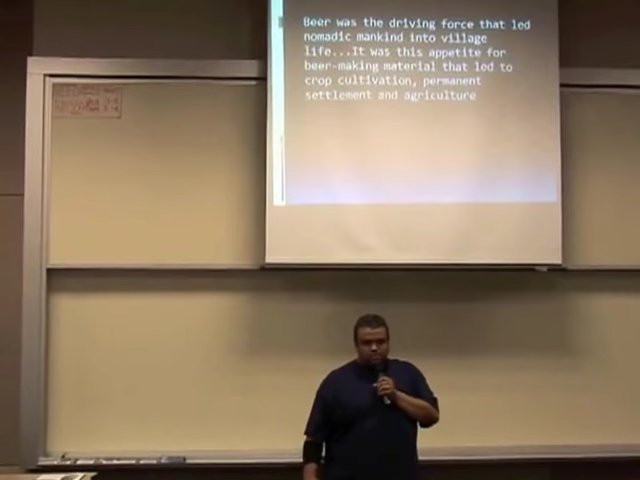 Beer was the driving force that led
nomadic mankind into village
life...It was this appetite for
beer-making material that led to
crop cultivation, permanent
settlement and agriculture